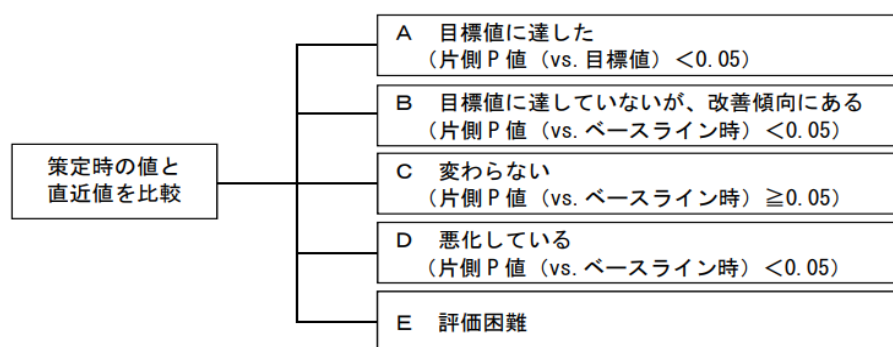 策定時の値と
直近値を比較
A 目標値に達した
(片側P値(vs.目標値)<0.05)
B 目標値に達していないが、改善傾向にある
(片側P値(vs.ベースライン時)<0.05)
C 変わらない
(片側P値(vs.ベースライン時)≧0.05)
D 悪化している
(片側P値(vs.ベースライン時)<0.05)
E 評価困難